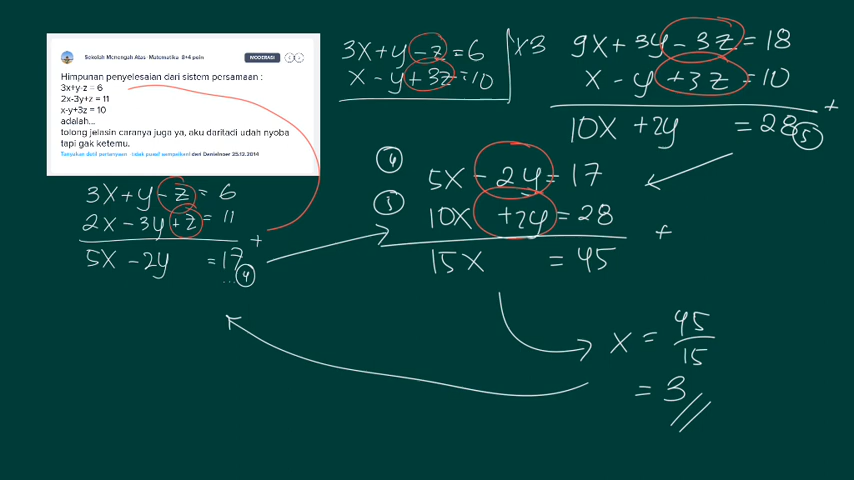 Sekolah Menengah Atas Matematika 8+4 poin
MODERASI
Himpunan penyelesaian dari sistem persamaan :
3x+y-z = 6
2x-3y+z = 11
x-y+3z = 10
adalah...
tolong jelasin caranya juga ya, aku daritadi udah nyoba
tapi gak ketemu.
dari 25.12.2014
3x+y-z=6
2x-3y+z=11
+
5x-2y =17
... (4)
3x+y-z=6 | x3
x-y+3z=10
9x+3y-3z=18
x-y+3z=10
+
10x+2y =28 (5)
(4) 5x-2y=17
(5) 10x+2y=28
+
15x =45
x = 45/15
= 3 //